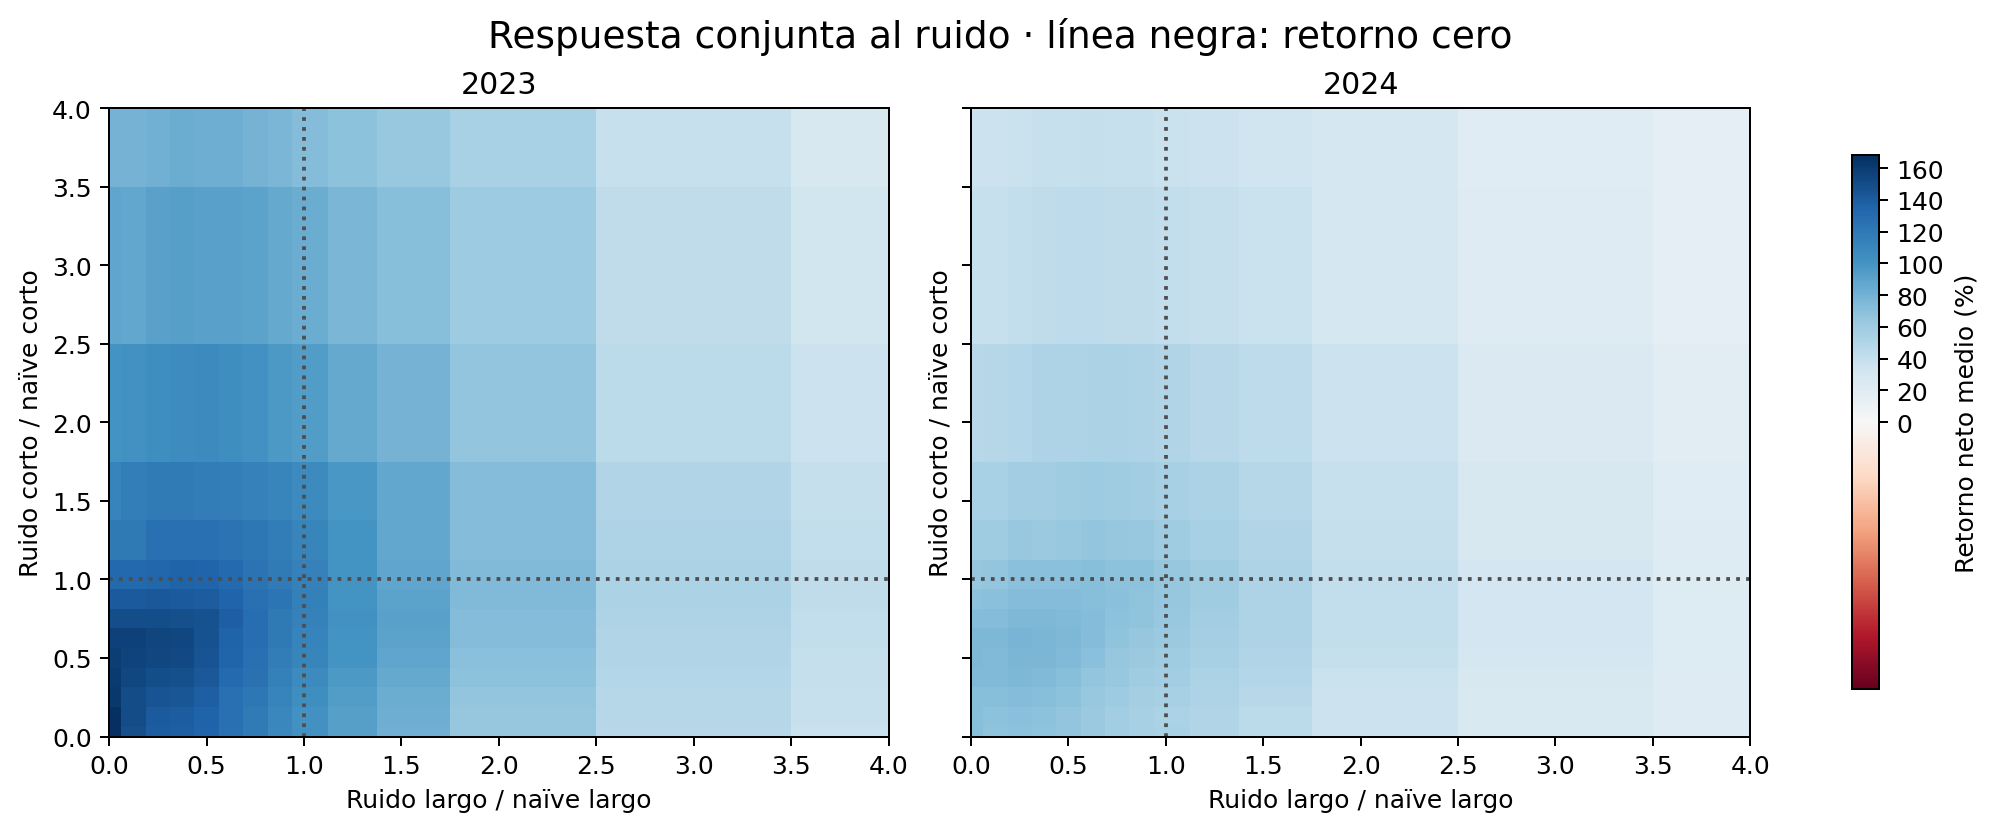 Respuesta conjunta al ruido · línea negra: retorno cero
2023
2024
4.0
3.5
3.0
2.5
2.0
1.5
1.0
0.5
0.0
Ruido corto / naïve corto
0.0 0.5 1.0 1.5 2.0 2.5 3.0 3.5 4.0
Ruido largo / naïve largo
Ruido corto / naïve corto
0.0 0.5 1.0 1.5 2.0 2.5 3.0 3.5 4.0
Ruido largo / naïve largo
160
140
120
100
80
60
40
20
0
Retorno neto medio (%)